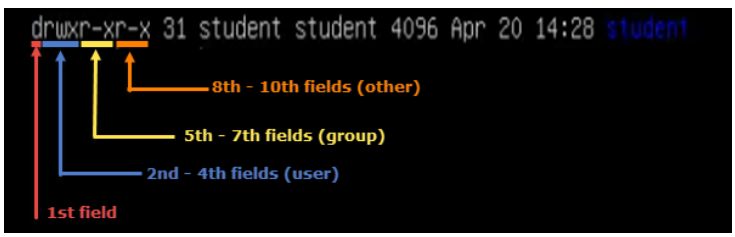 drwxr-xr-x 31 student student 4096 Apr 20 14:28 student
8th - 10th fields (other)
5th - 7th fields (group)
2nd - 4th fields (user)
1st field